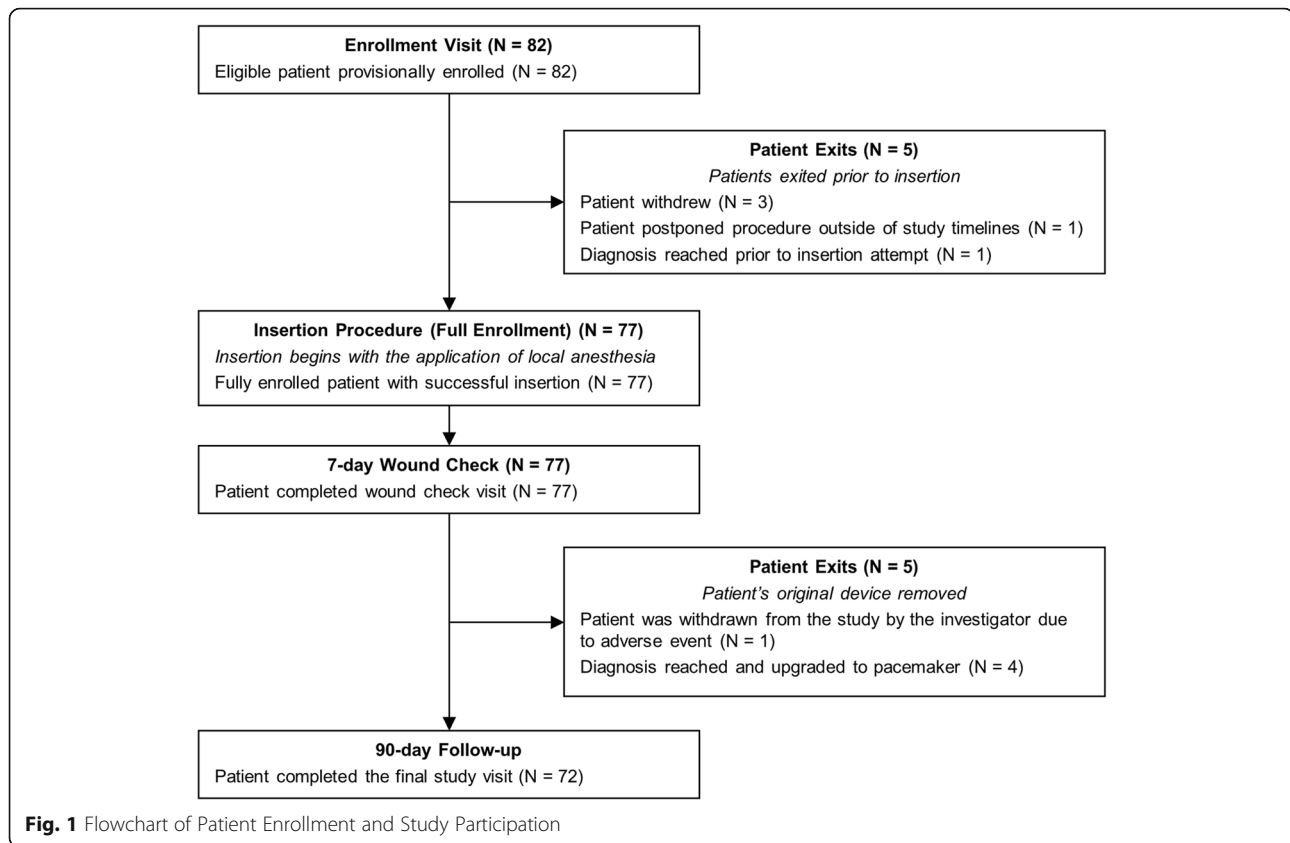 Enrollment Visit (N = 82)
Eligible patient provisionally enrolled (N = 82)
Patient Exits (N = 5)
Patients exited prior to insertion
Patient withdrew (N = 3)
Patient postponed procedure outside of study timelines (N = 1)
Diagnosis reached prior to insertion attempt (N = 1)
Insertion Procedure (Full Enrollment) (N = 77)
Insertion begins with the application of local anesthesia
Fully enrolled patient with successful insertion (N = 77)
7-day Wound Check (N = 77)
Patient completed wound check visit (N = 77)
Patient Exits (N = 5)
Patient's original device removed
Patient was withdrawn from the study by the investigator due
to adverse event (N = 1)
Diagnosis reached and upgraded to pacemaker (N = 4)
90-day Follow-up
Patient completed the final study visit (N = 72)
Fig. 1 Flowchart of Patient Enrollment and Study Participation